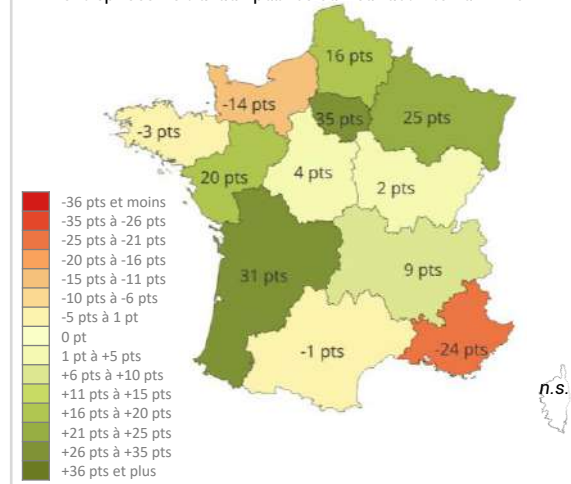 16 pts
-14 pts
35 pts
25 pts
-3 pts
20 pts
4 pts
2 pts
31 pts
9 pts
-1 pts
-24 pts
n.s.
-36 pts et moins
-35 pts à -26 pts
-25 pts à -21 pts
-20 pts à -16 pts
-15 pts à -11 pts
-10 pts à -6 pts
-5 pts à 1 pt
0 pt
1 pt à +5 pts
+6 pts à +10 pts
+11 pts à +15 pts
+16 pts à +20 pts
+21 pts à +25 pts
+26 pts à +35 pts
+36 pts et plus